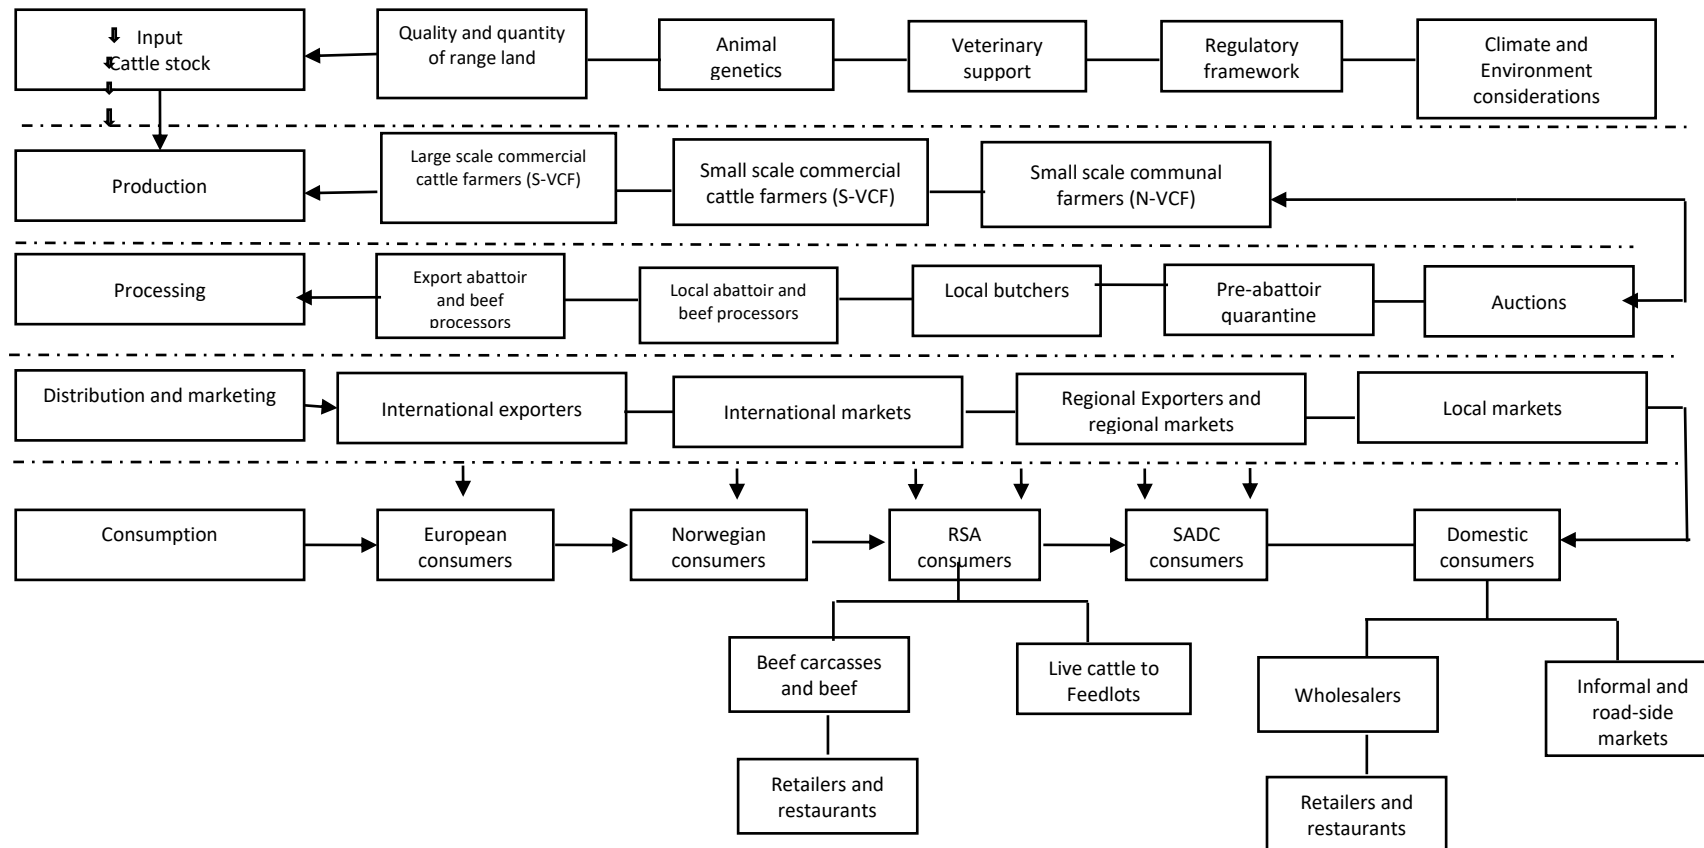 Input
Cattle stock
Quality and quantity
of range land
Animal
genetics
Veterinary
support
Regulatory
framework
Climate and
Environment
considerations
Production
Large scale commercial
cattle farmers (S-VCF)
Small scale commercial
cattle farmers (S-VCF)
Small scale communal
farmers (N-VCF)
Processing
Export abattoir
and beef
processors
Local abattoir and
beef processors
Local butchers
Pre-abattoir
quarantine
Auctions
Distribution and marketing
International exporters
International markets
Regional Exporters and
regional markets
Local markets
Consumption
European
consumers
Norwegian
consumers
RSA
consumers
SADC
consumers
Domestic
consumers
Beef carcasses
and beef
Live cattle to
Feedlots
Wholesalers
Informal and
road-side
markets
Retailers and
restaurants
Retailers and
restaurants